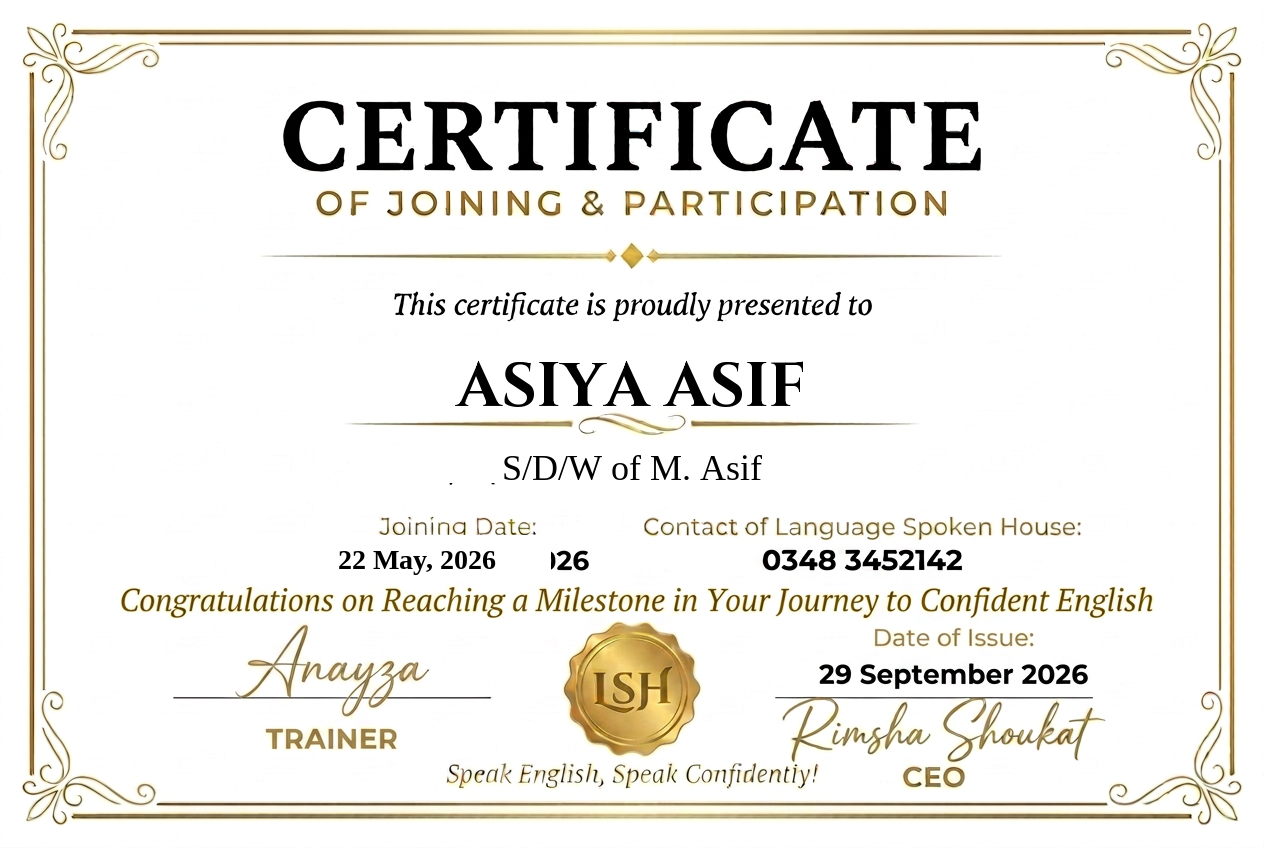 CERTIFICATE
OF JOINING & PARTICIPATION
This certificate is proudly presented to
ASIYA ASIF
S/D/W of M. Asif
Joining Date: Contact of Language Spoken House:
22 May, 2026 26 0348 3452142
Congratulations on Reaching a Milestone in Your Journey to Confident English
Date of Issue:
29 September 2026
Anayza
TRAINER
LSH
Rimsha Shoukat
CEO
Speak English, Speak Confidently!